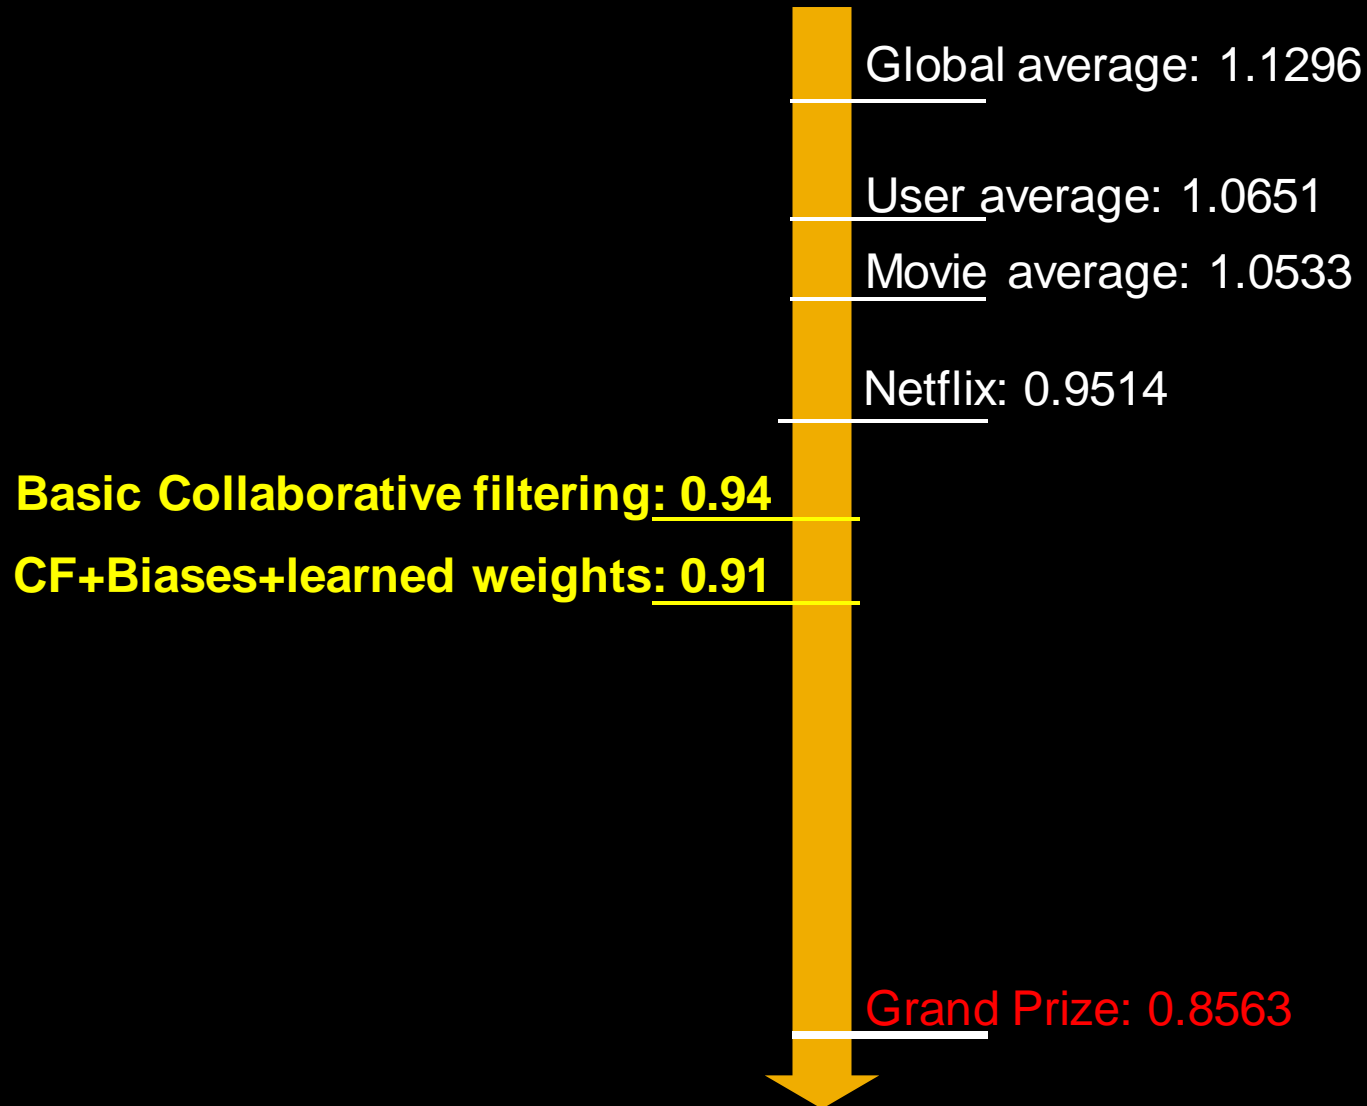 Global average: 1.1296
User average: 1.0651
Movie average: 1.0533
Netflix: 0.9514
Basic Collaborative filtering: 0.94
CF+Biases+learned weights: 0.91
Grand Prize: 0.8563